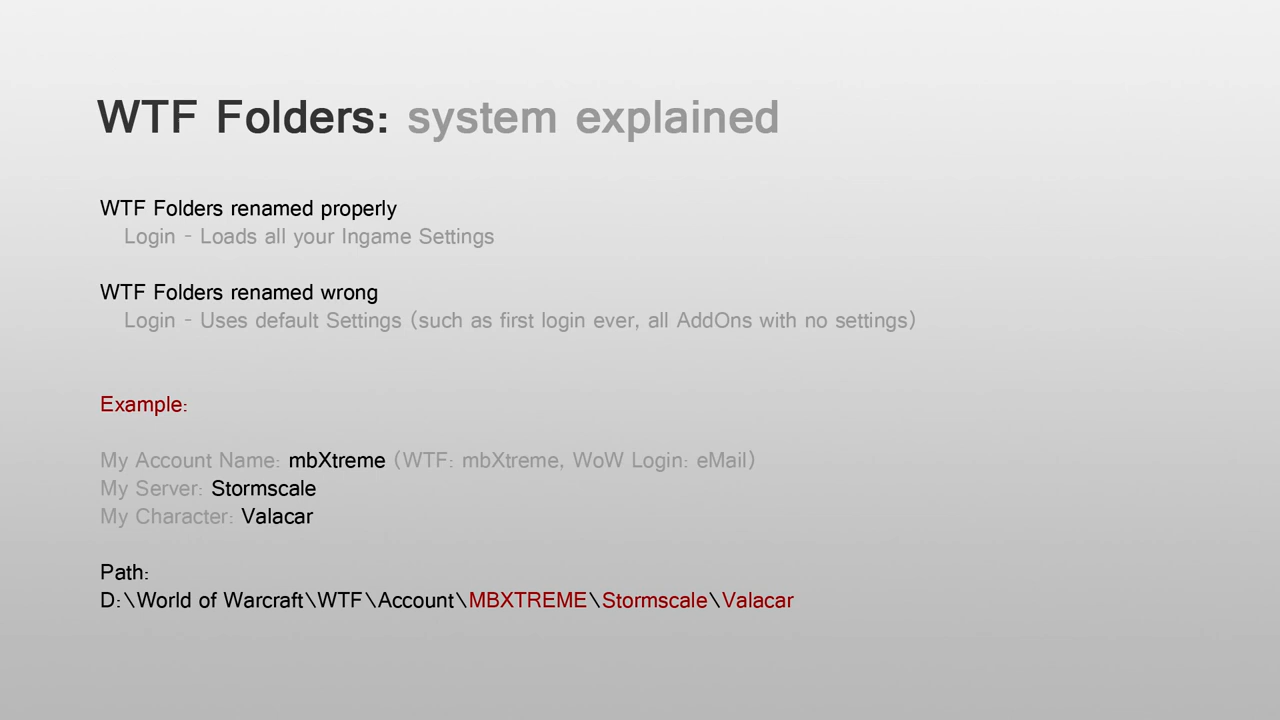 WTF Folders: system explained
WTF Folders renamed properly
Login - Loads all your Ingame Settings
WTF Folders renamed wrong
Login - Uses default Settings (such as first login ever, all AddOns with no settings)
Example:
My Account Name: mbXtreme (WTF: mbXtreme, WoW Login: eMail)
My Server: Stormscale
My Character: Valacar
Path:
D:\World of Warcraft\WTF\Account\MBXTREME\Stormscale\Valacar